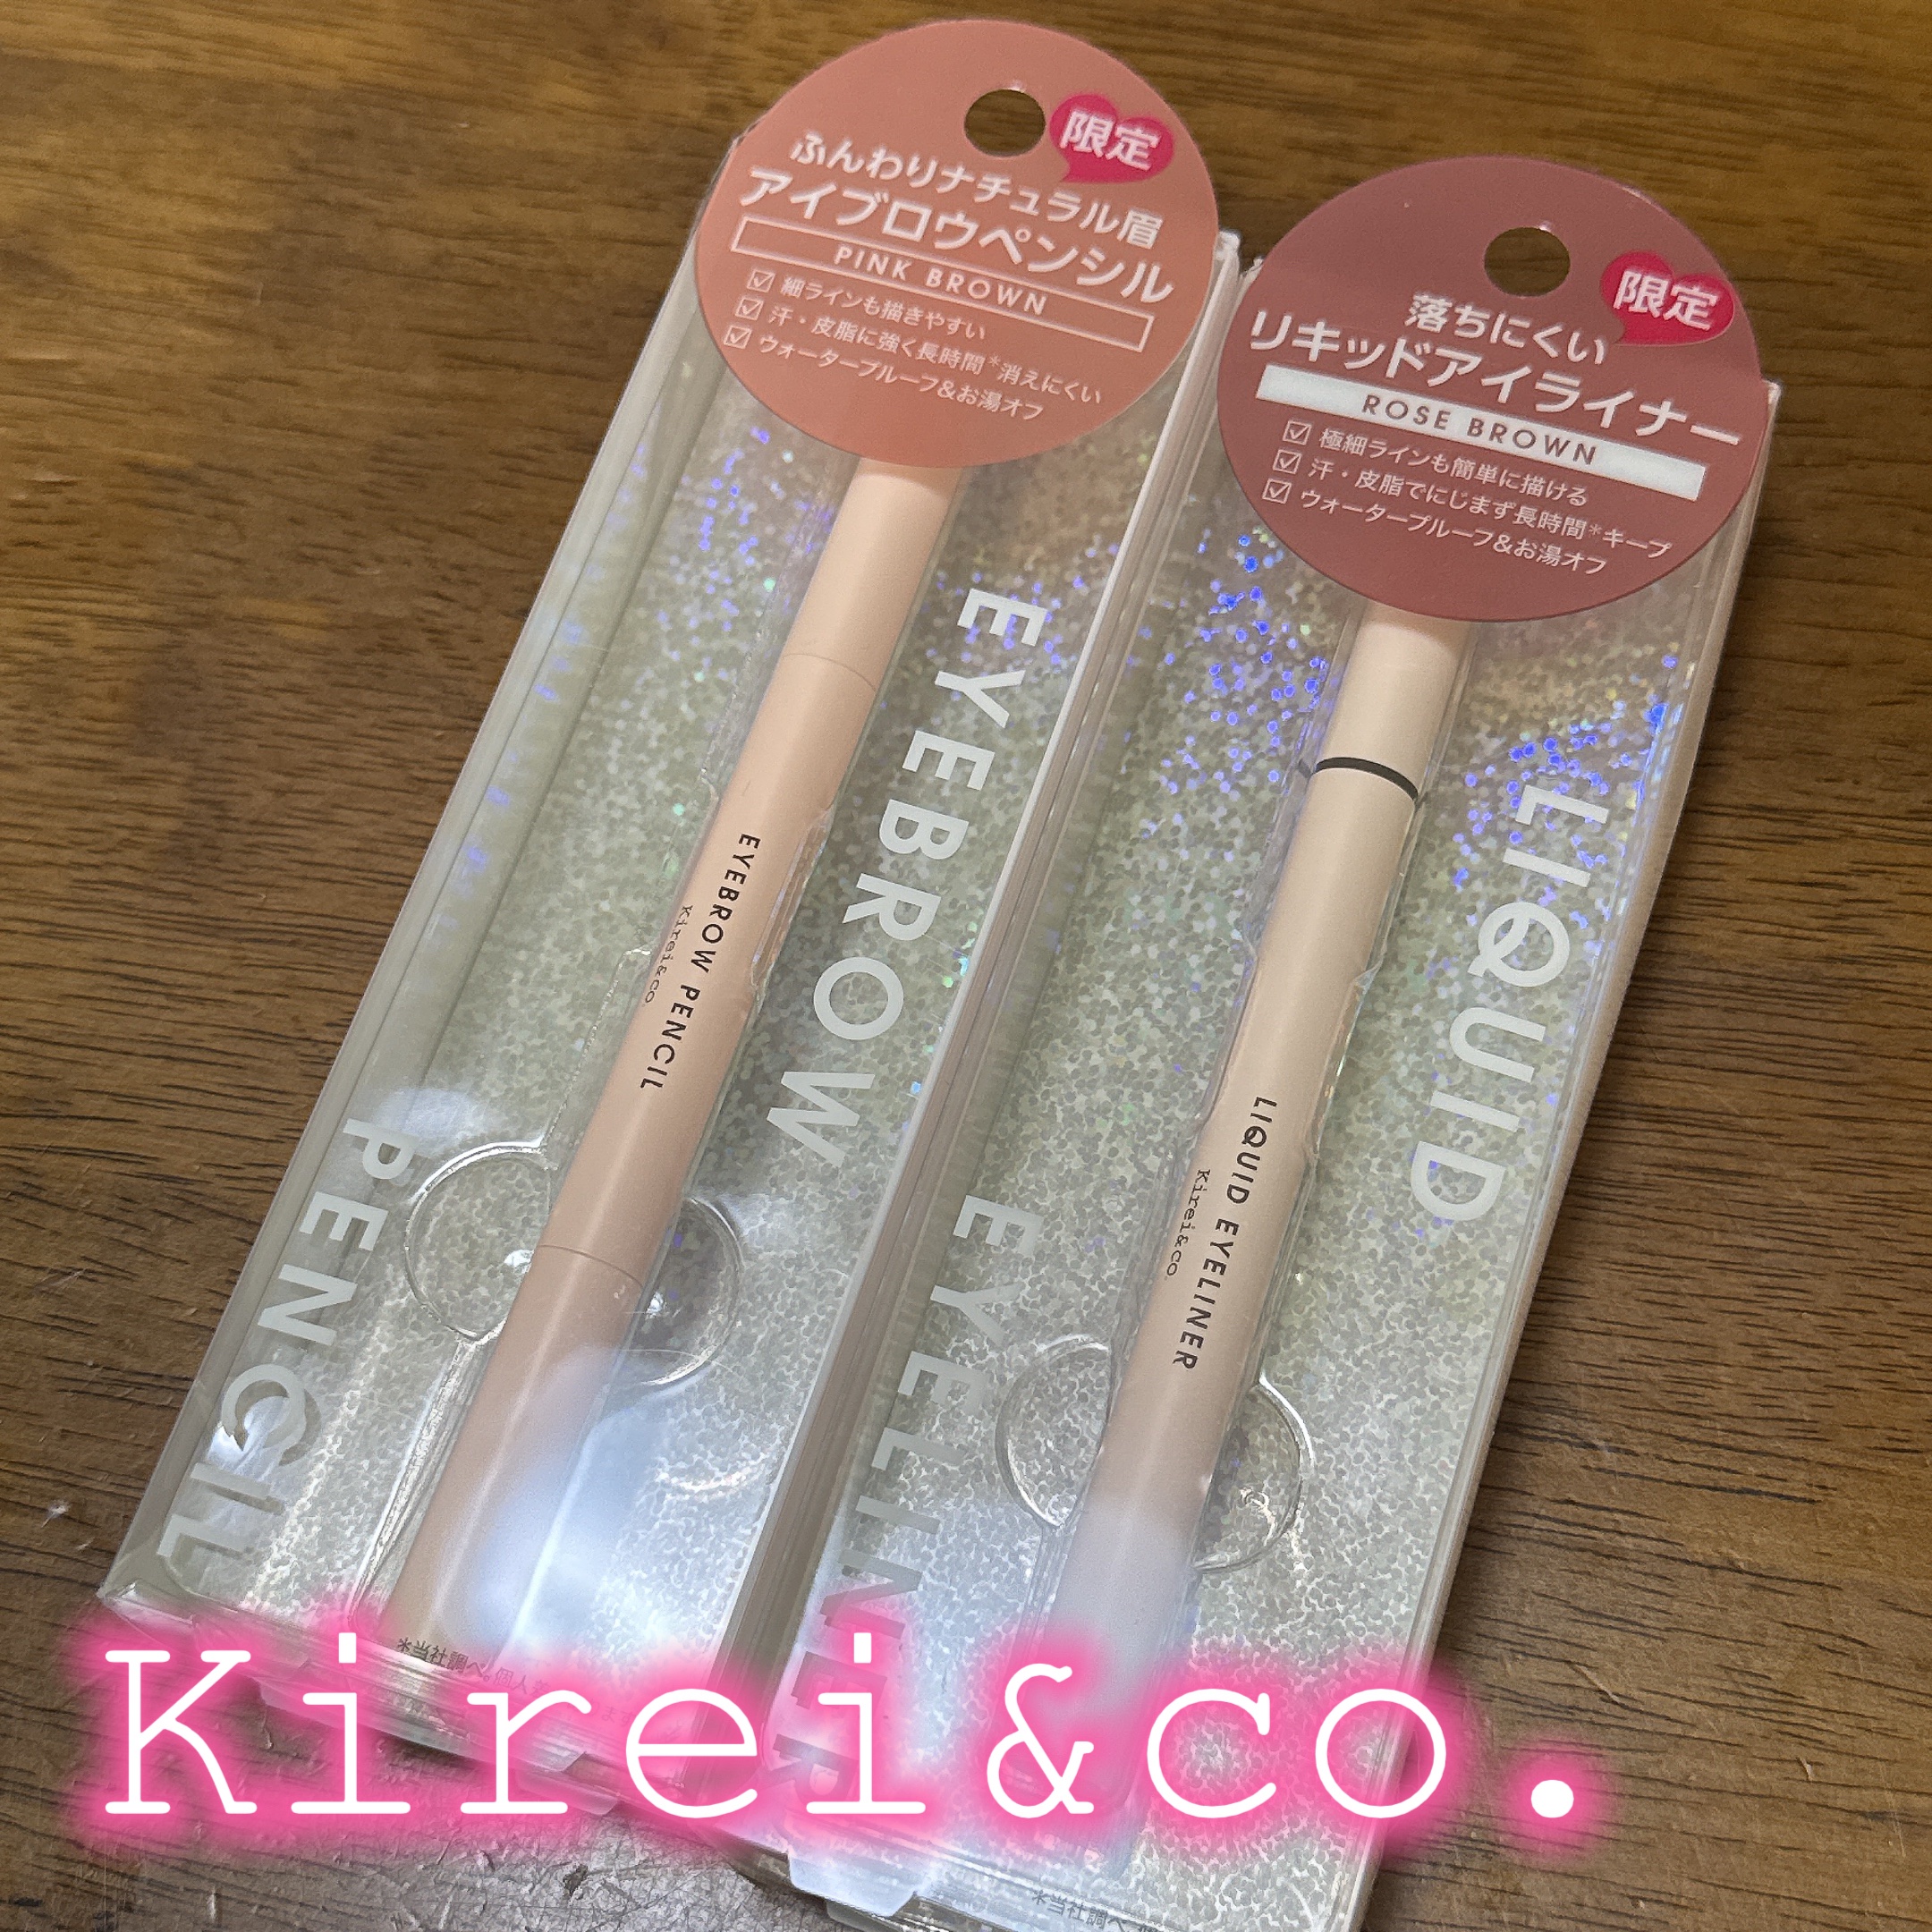 限定
ふんわりナチュラル眉
アイブロウペンシル
PINK BROWN
細ラインも描きやすい
汗・皮脂に強く長時間*消えにくい
ウォータープルーフ&お湯オフ
EYEBROW
PENCIL
EYEBROW PENCIL
Kirei&co.
*当社調べ。個人
限定
落ちにくい
リキッドアイライナー
ROSE BROWN
極細ラインも簡単に描ける
汗・皮脂でにじまず長時間*キープ
ウォータープルーフ&お湯オフ
LIQUID
EYELINER
LIQUID EYELINER
Kirei&co.
*当社調べ
Kirei&co.